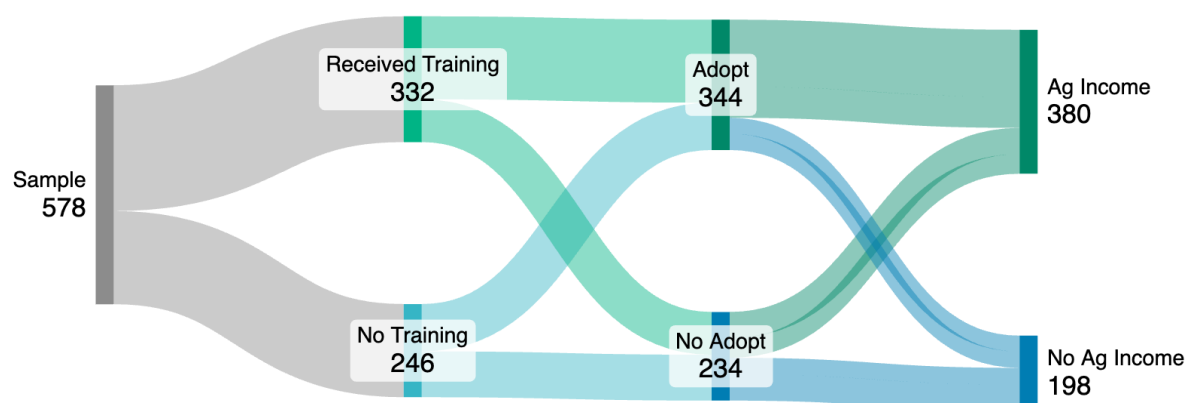 Sample
578
Received Training
332
No Training
246
Adopt
344
No Adopt
234
Ag Income
380
No Ag Income
198